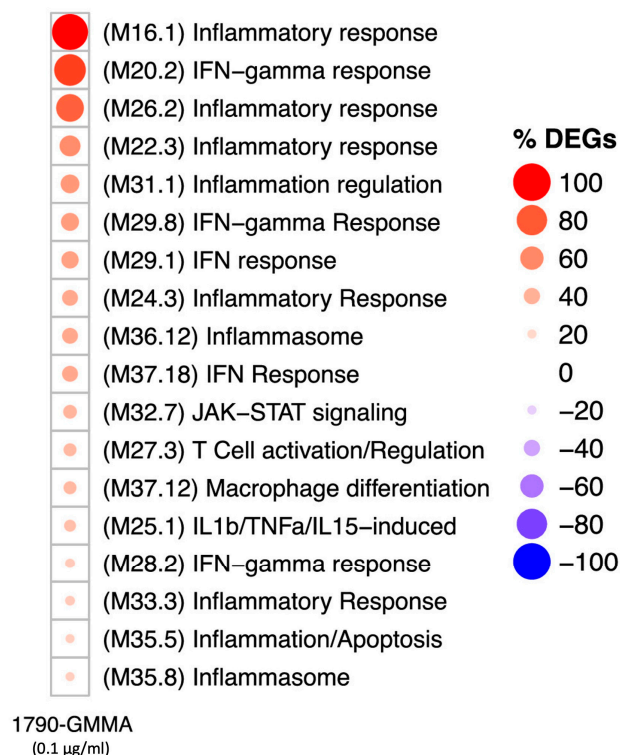 (M16.1) Inflammatory response
(M20.2) IFN−gamma response
(M26.2) Inflammatory response
(M22.3) Inflammatory response
(M31.1) Inflammation regulation
(M29.8) IFN−gamma Response
(M29.1) IFN response
(M24.3) Inflammatory Response
(M36.12) Inflammasome
(M37.18) IFN Response
(M32.7) JAK−STAT signaling
(M27.3) T Cell activation/Regulation
(M37.12) Macrophage differentiation
(M25.1) IL1b/TNFa/IL15−induced
(M28.2) IFN−gamma response
(M33.3) Inflammatory Response
(M35.5) Inflammation/Apoptosis
(M35.8) Inflammasome
1790-GMMA
(0.1 µg/ml)
% DEGs
100
80
60
40
20
0
−20
−40
−60
−80
−100